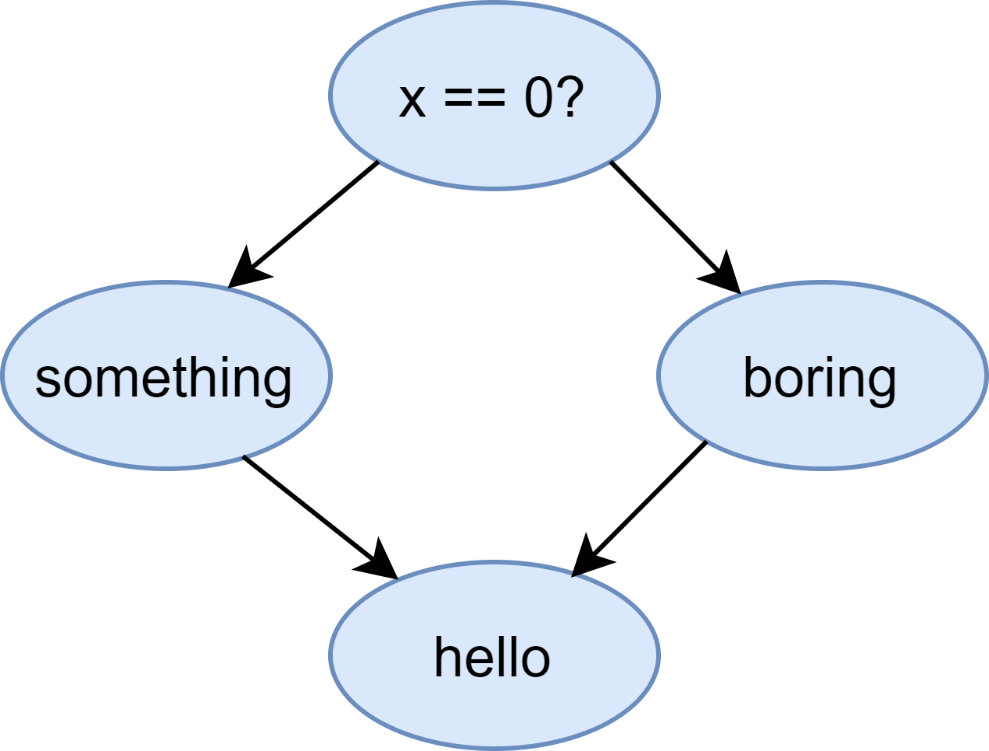 x == 0?
something
boring
hello